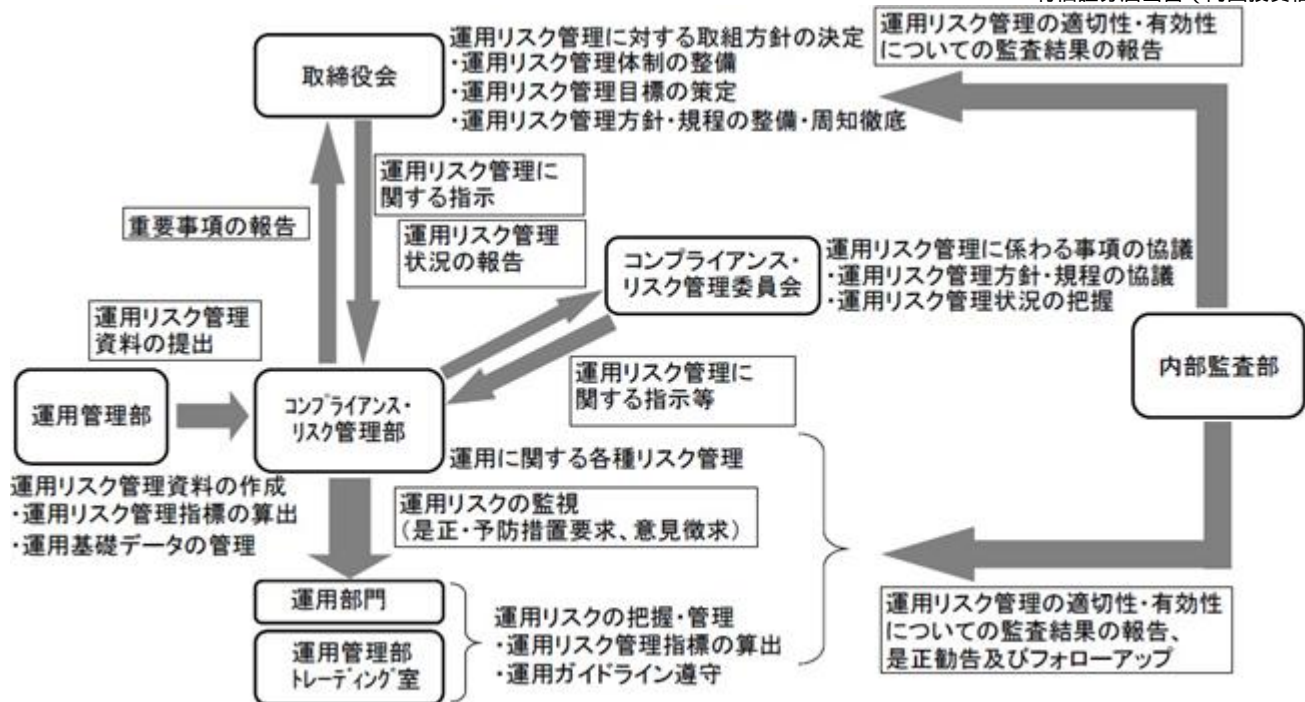 運用リスク管理に対する取組方針の決定
・運用リスク管理体制の整備
・運用リスク管理目標の策定
・運用リスク管理方針・規程の整備・周知徹底
取締役会
運用リスク管理の適切性・有効性
についての監査結果の報告
運用リスク管理に
関する指示
重要事項の報告
運用リスク管理
状況の報告
コンプライアンス・
リスク管理委員会
運用リスク管理に係わる事項の協議
・運用リスク管理方針・規程の協議
・運用リスク管理状況の把握
運用リスク管理
資料の提出
内部監査部
運用管理部
コンプライアンス・
リスク管理部
運用リスク管理に
関する指示等
運用に関する各種リスク管理
運用リスク管理資料の作成
・運用リスク管理指標の算出
・運用基礎データの管理
運用リスクの監視
（是正・予防措置要求、意見徴求）
運用部門
運用管理部
トレーディング室
運用リスクの把握・管理
・運用リスク管理指標の算出
・運用ガイドライン遵守
運用リスク管理の適切性・有効性
についての監査結果の報告、
是正勧告及びフォローアップ